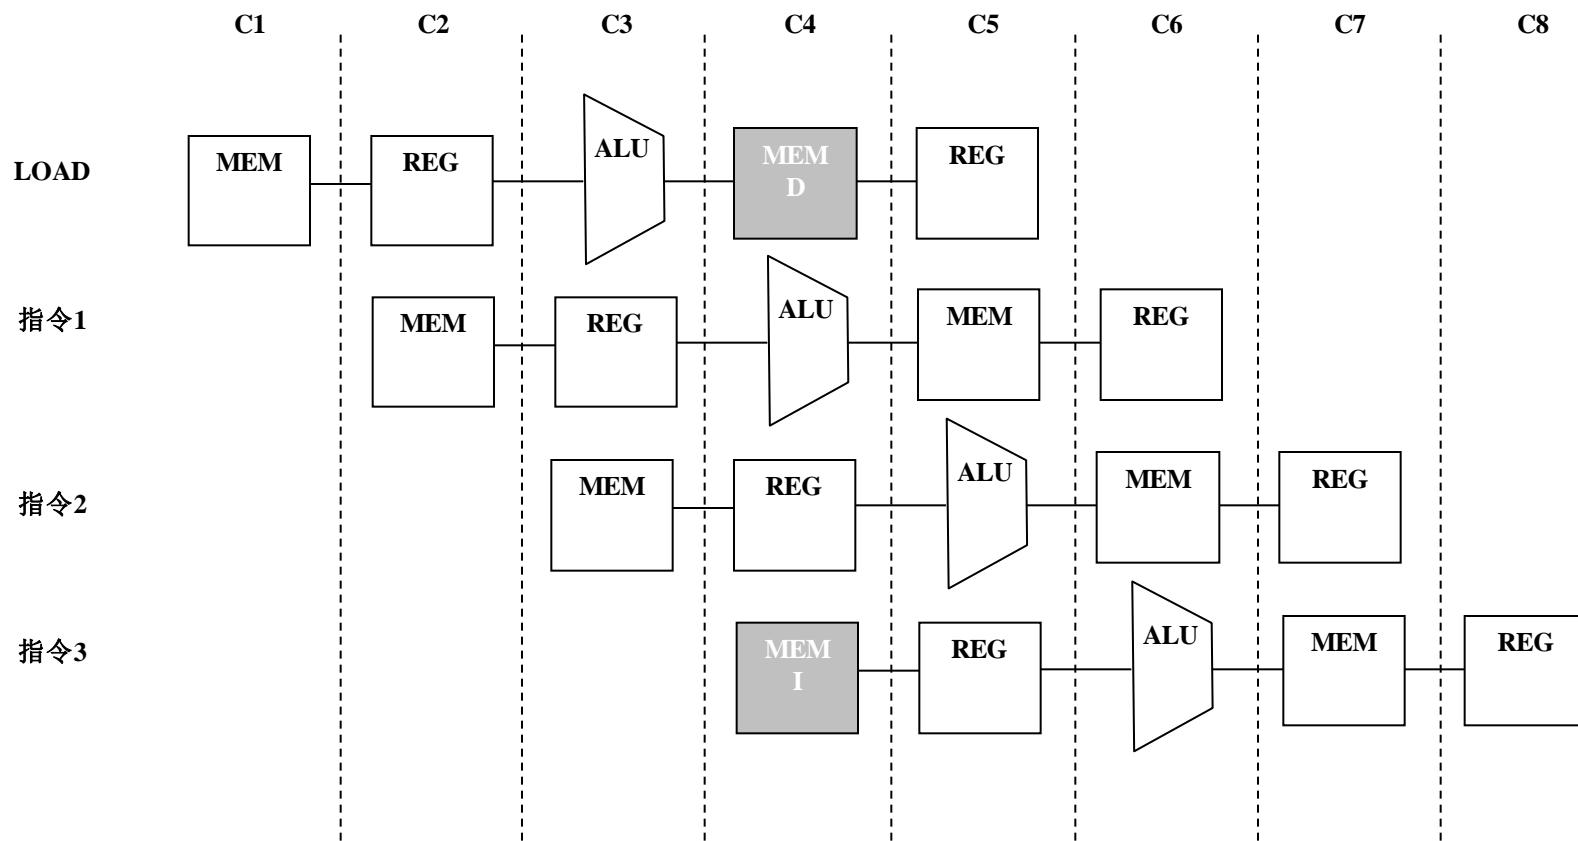 C1 C2 C3 C4 C5 C6 C7 C8
LOAD MEM REG ALU MEM REG
D
指令1 MEM REG ALU MEM REG
指令2 MEM REG ALU MEM REG
指令3 MEM REG ALU MEM REG
I